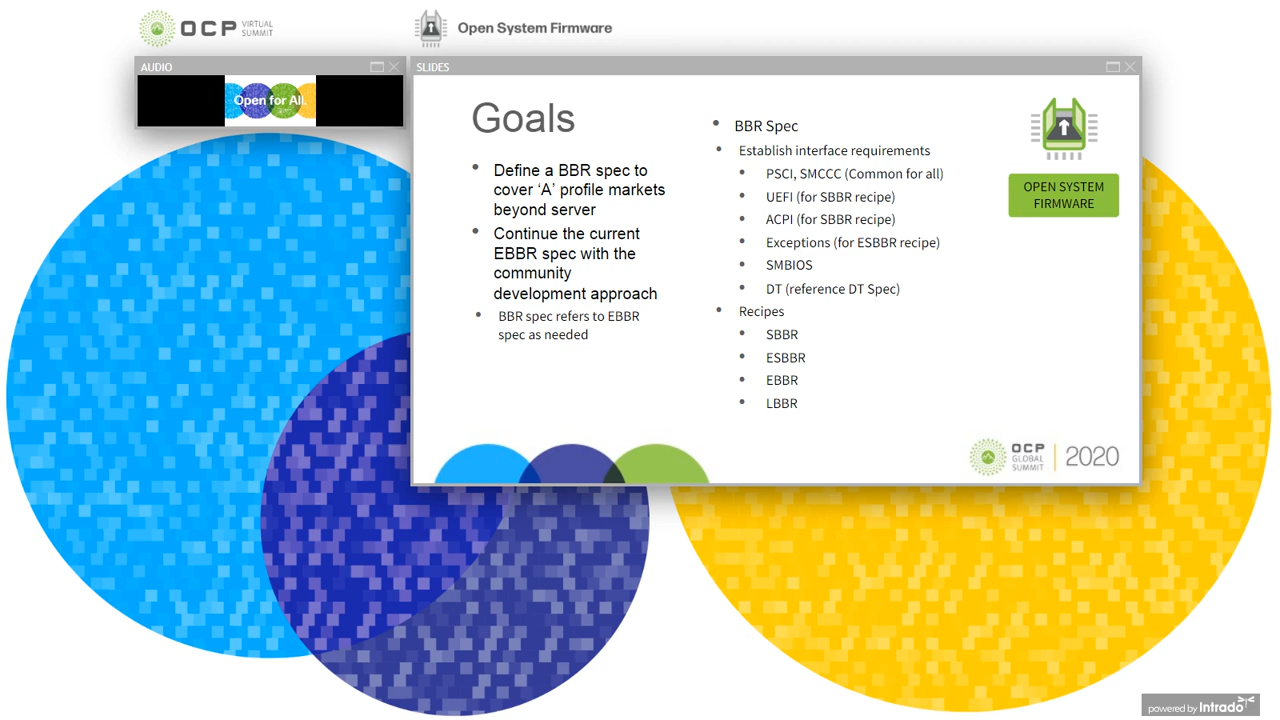 OCP VIRTUAL SUMMIT
Open System Firmware
AUDIO
Open for All.
SLIDES
Goals
• Define a BBR spec to
cover ‘A’ profile markets
beyond server
• Continue the current
EBBR spec with the
community
development approach
• BBR spec refers to EBBR
spec as needed
• BBR Spec
• Establish interface requirements
• PSCI, SMCCC (Common for all)
• UEFI (for SBBR recipe)
• ACPI (for SBBR recipe)
• Exceptions (for ESBBR recipe)
• SMBIOS
• DT (reference DT Spec)
• Recipes
• SBBR
• ESBBR
• EBBR
• LBBR
OPEN SYSTEM
FIRMWARE
OCP
GLOBAL
SUMMIT
2020
powered by Intrado